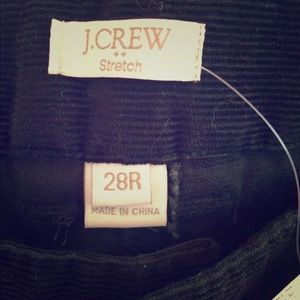 J.CREW
Stretch
28R
MADE IN CHINA